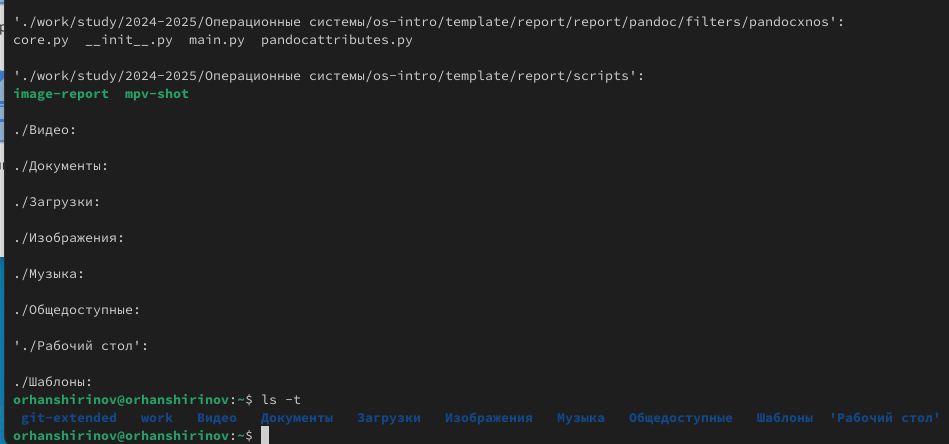 './work/study/2024-2025/Операционные системы/os-intro/template/report/report/pandoc/filters/pandocxnos':
core.py  __init__.py  main.py  pandocattributes.py
'./work/study/2024-2025/Операционные системы/os-intro/template/report/scripts':
image-report  mpv-shot
./Видео:
./Документы:
./Загрузки:
./Изображения:
./Музыка:
./Общедоступные:
'./Рабочий стол':
./Шаблоны:
orhanshirinov@orhanshirinov:~$ ls -t
git-extended  work  Видео  Документы  Загрузки  Изображения  Музыка  Общедоступные  Шаблоны  'Рабочий стол'
orhanshirinov@orhanshirinov:~$